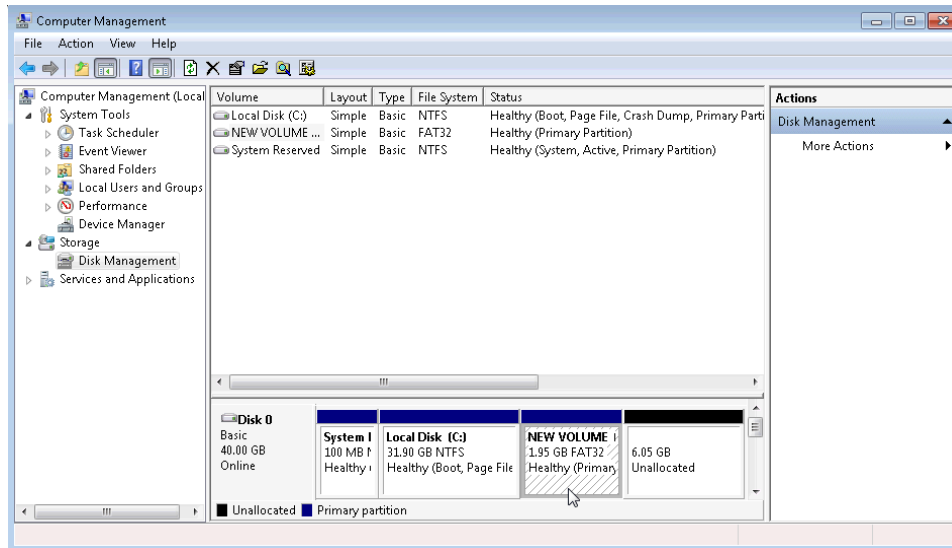 Computer Management
File Action View Help
Computer Management (Local
System Tools
Task Scheduler
Event Viewer
Shared Folders
Local Users and Groups
Performance
Device Manager
Storage
Disk Management
Services and Applications
Volume Layout Type File System Status
Local Disk (C:) Simple Basic NTFS Healthy (Boot, Page File, Crash Dump, Primary Parti
NEW VOLUME ... Simple Basic FAT32 Healthy (Primary Partition)
System Reserved Simple Basic NTFS Healthy (System, Active, Primary Partition)
Disk 0
Basic
40.00 GB
Online
System
100 MB
Healthy
Local Disk (C:)
31.90 GB NTFS
Healthy (Boot, Page File
NEW VOLUME
1.95 GB FAT32
Healthy (Primary
6.05 GB
Unallocated
Unallocated Primary partition
Actions
Disk Management
More Actions